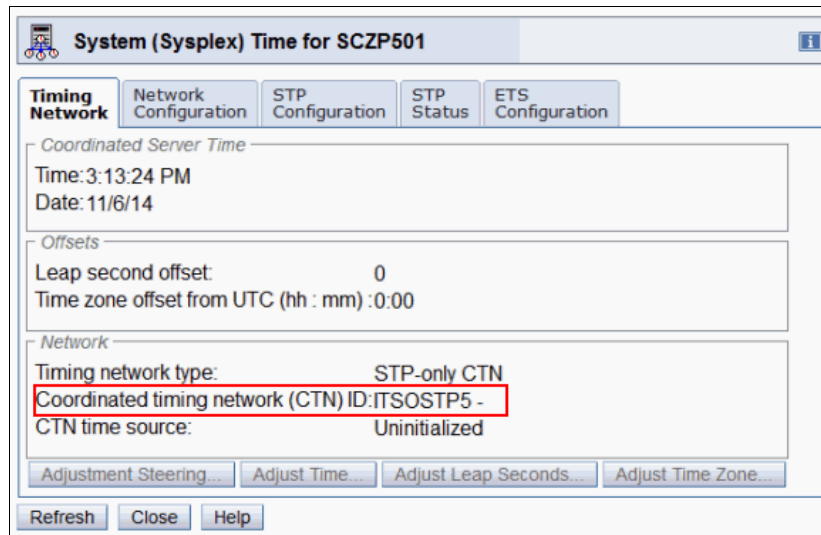 System (Sysplex) Time for SCZP501
i
Timing Network
Network Configuration
STP Configuration
STP Status
ETS Configuration
Coordinated Server Time
Time: 3:13:24 PM
Date: 11/6/14
Offsets
Leap second offset: 0
Time zone offset from UTC (hh : mm) : 0:00
Network
Timing network type: STP-only CTN
Coordinated timing network (CTN) ID: ITSOSTP5 -
CTN time source: Uninitialized
Adjustment Steering... Adjust Time... Adjust Leap Seconds... Adjust Time Zone...
Refresh Close Help